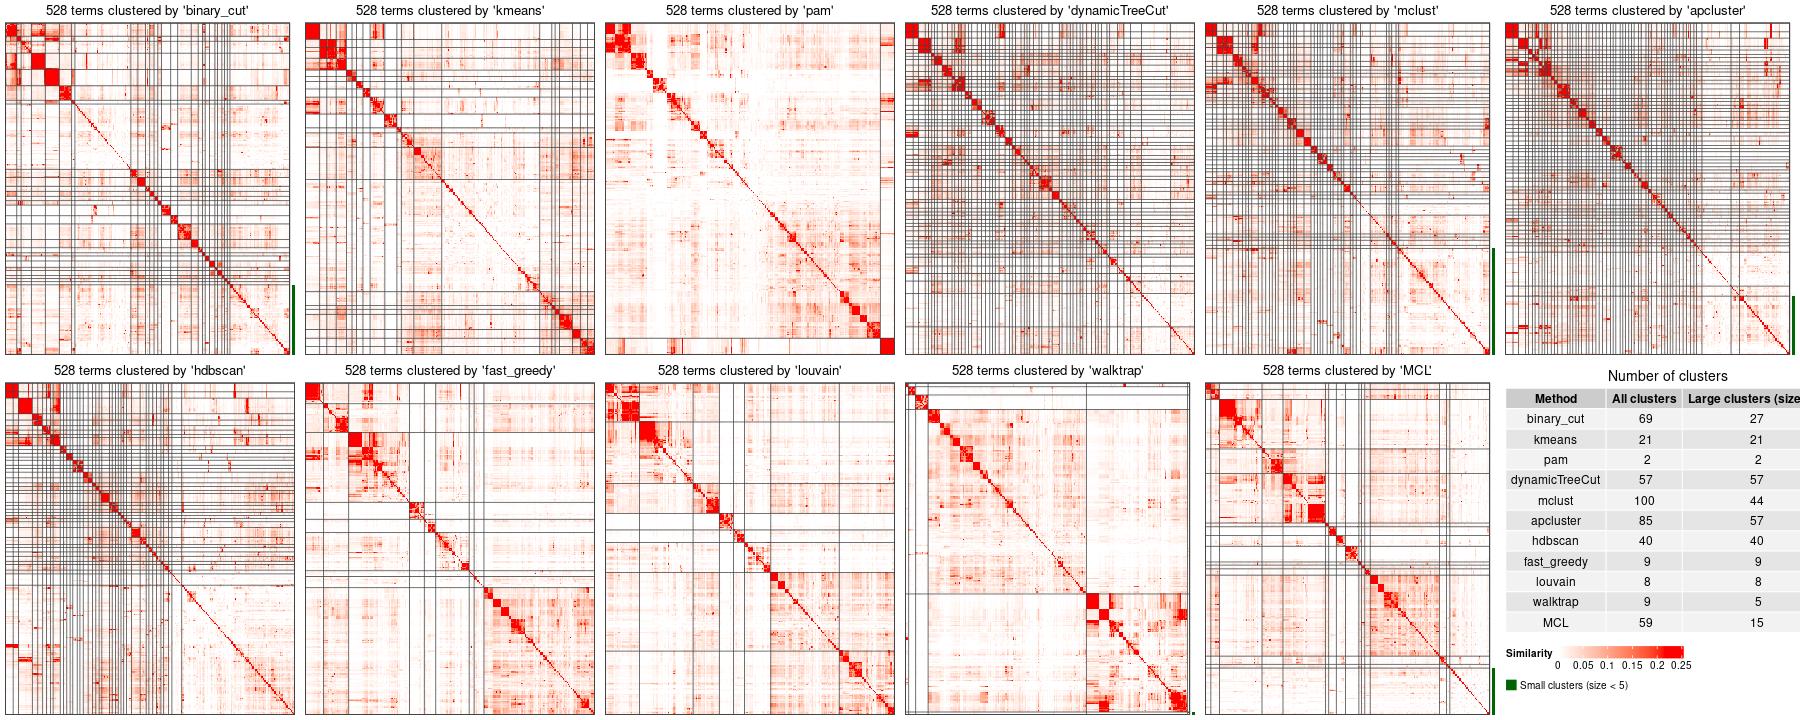 528 terms clustered by 'binary_cut'
528 terms clustered by 'kmeans'
528 terms clustered by 'pam'
528 terms clustered by 'dynamicTreeCut'
528 terms clustered by 'mclust'
528 terms clustered by 'apcluster'
528 terms clustered by 'hdbscan'
528 terms clustered by 'fast_greedy'
528 terms clustered by 'louvain'
528 terms clustered by 'walktrap'
528 terms clustered by 'MCL'
Number of clusters
Method All clusters Large clusters (size
binary_cut 69 27
kmeans 21 21
pam 2 2
dynamicTreeCut 57 57
mclust 100 44
apcluster 85 57
hdbscan 40 40
fast_greedy 9 9
louvain 8 8
walktrap 9 5
MCL 59 15
Similarity
0 0.05 0.1 0.15 0.2 0.25
Small clusters (size < 5)